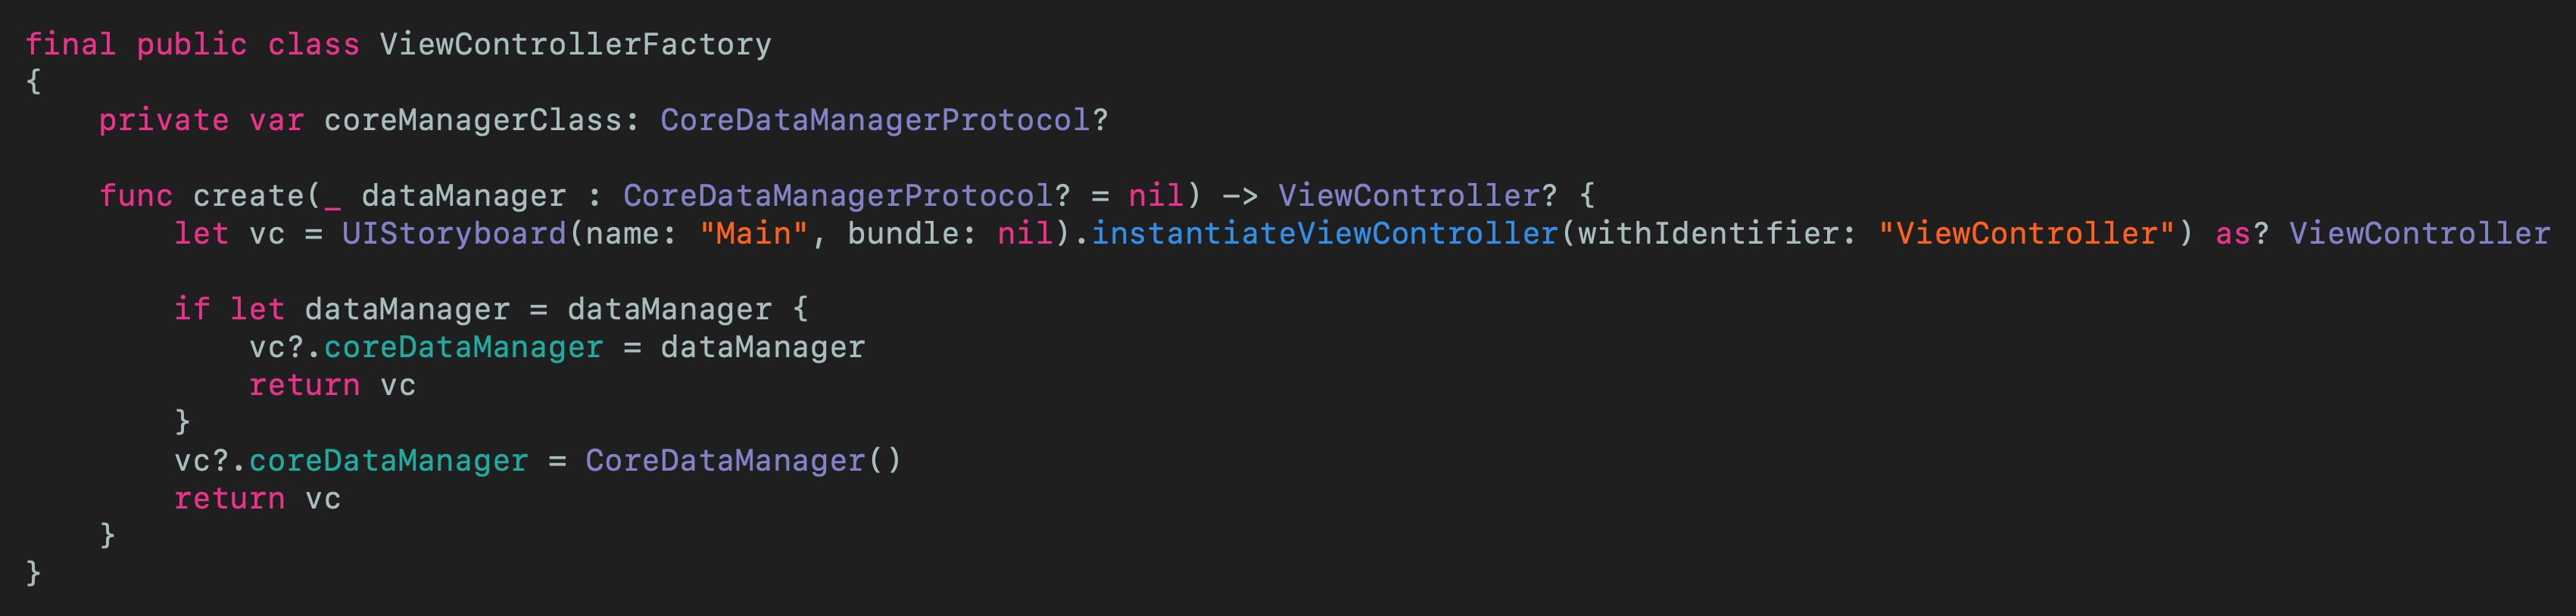 final public class ViewControllerFactory
{
    private var coreManagerClass: CoreDataManagerProtocol?

    func create(_ dataManager : CoreDataManagerProtocol? = nil) -> ViewController? {
        let vc = UIStoryboard(name: "Main", bundle: nil).instantiateViewController(withIdentifier: "ViewController") as? ViewController

        if let dataManager = dataManager {
            vc?.coreDataManager = dataManager
            return vc
        }
        vc?.coreDataManager = CoreDataManager()
        return vc
    }
}